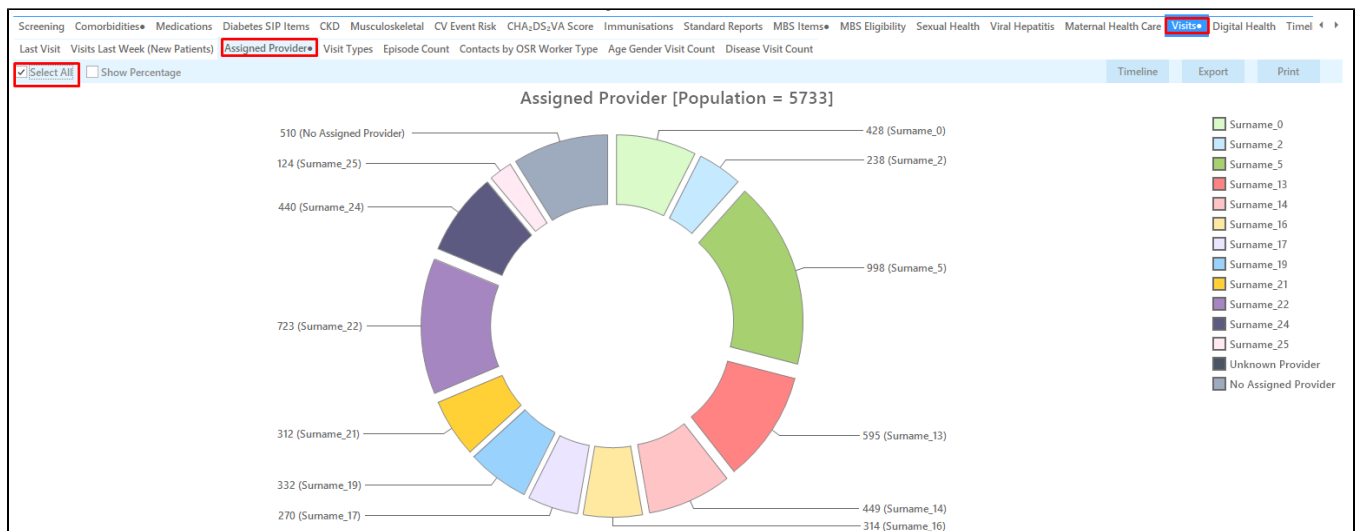 Screening Comorbidities● Medications Diabetes SIP Items CKD Musculoskeletal CV Event Risk CHA₂DS₂VA Score Immunisations Standard Reports MBS Items● MBS Eligibility Sexual Health Viral Hepatitis Maternal Health Care Visits● Digital Health Timel
Last Visit Visits Last Week (New Patients) Assigned Provider● Visit Types Episode Count Contacts by OSR Worker Type Age Gender Visit Count Disease Visit Count
Select All Show Percentage Timeline Export Print
Assigned Provider [Population = 5733]
510 (No Assigned Provider)
124 (Surname_25)
440 (Surname_24)
723 (Surname_22)
312 (Surname_21)
332 (Surname_19)
270 (Surname_17)
428 (Surname_0)
238 (Surname_2)
998 (Surname_5)
595 (Surname_13)
449 (Surname_14)
314 (Surname_16)
Surname_0
Surname_2
Surname_5
Surname_13
Surname_14
Surname_16
Surname_17
Surname_19
Surname_21
Surname_22
Surname_24
Surname_25
Unknown Provider
No Assigned Provider